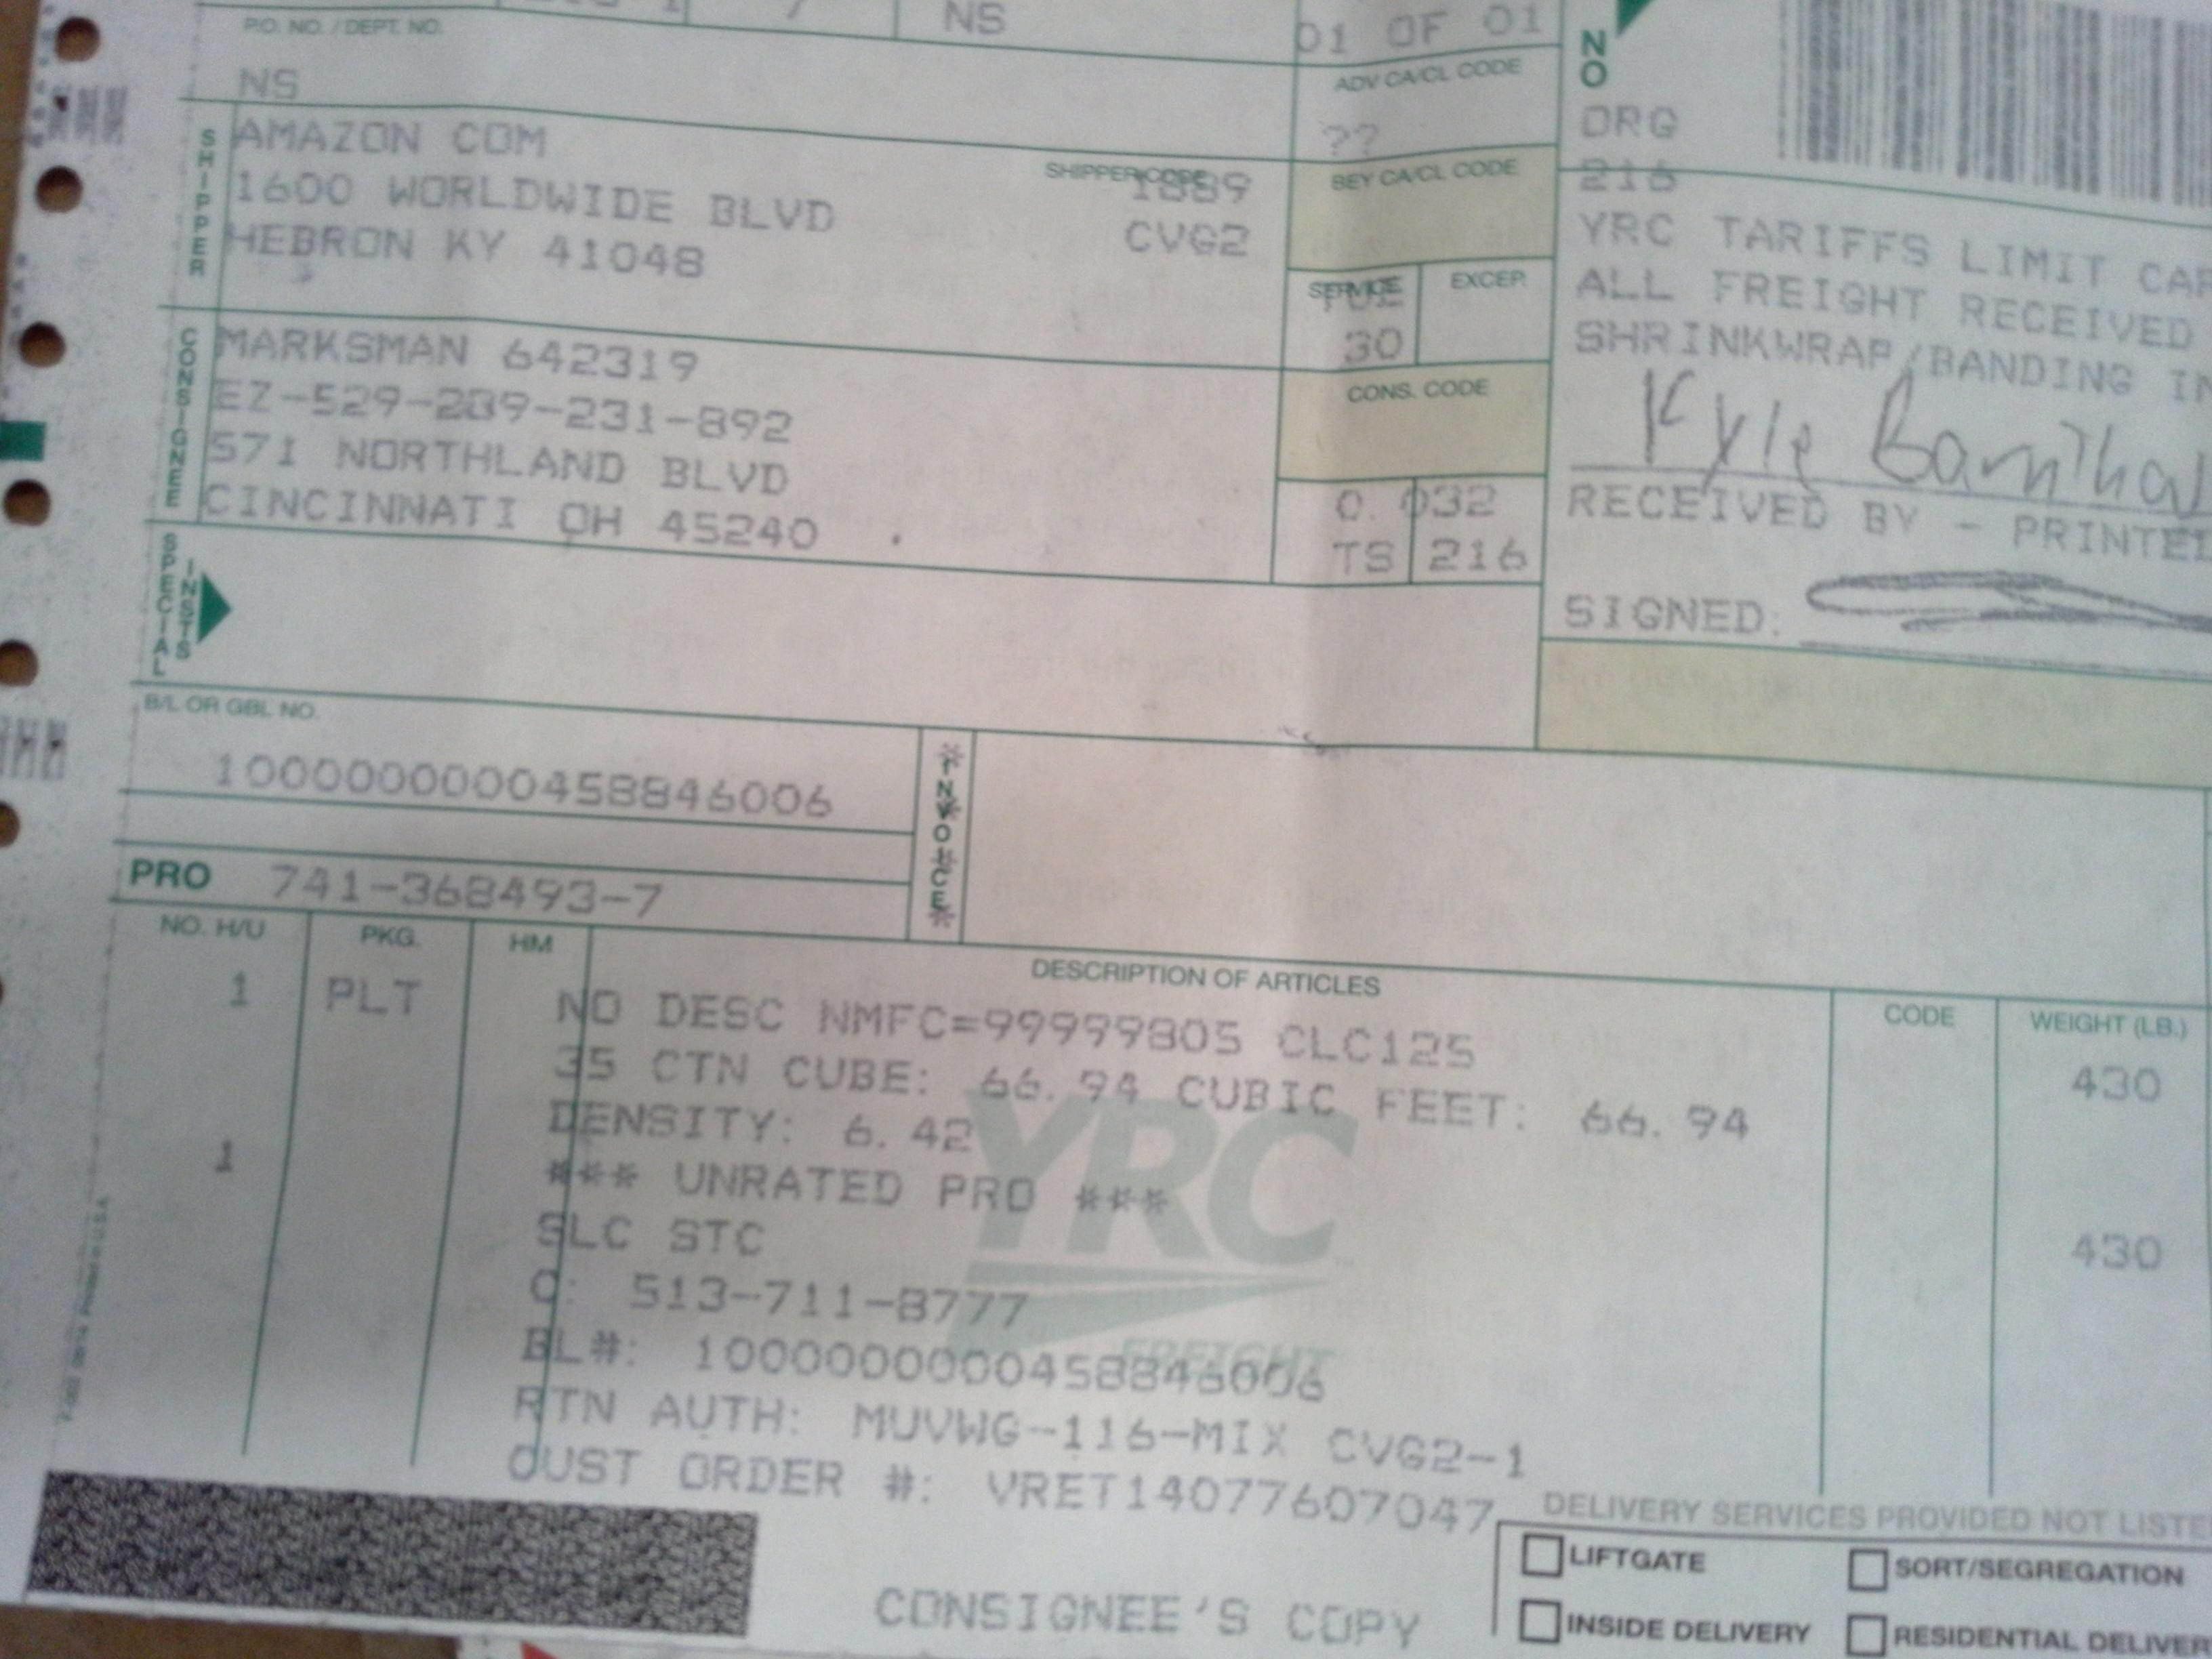 NS
01 OF 01
P.O. NO. / DEPT. NO.
NS
ADV CA/CL CODE
??
NO
ORG
216
SHIPPER
AMAZON COM
1600 WORLDWIDE BLVD
HEBRON KY 41048
SHIPPER CODE
1889
CVG2
BEY CA/CL CODE
SERVICE
30
EXCEP.
YRC TARIFFS LIMIT
ALL FREIGHT RECEIVED
SHRINKWRAP/BANDING
CONSIGNEE
MARKSMAN 642319
EZ-529-289-231-892
571 NORTHLAND BLVD
CINCINNATI OH 45240 .
CONS. CODE
0.032
TS 216
Kyle
RECEIVED BY - PRINTED
SIGNED:
SPECIAL INSTS
B/L OR GBL NO.
1000000000458846006
*INVOICE*
PRO 741-368493-7
NO. H/U PKG. HM DESCRIPTION OF ARTICLES CODE WEIGHT (LB.)
1 PLT NO DESC NMFC=99999805 CLC125 430
35 CTN CUBE: 66.94 CUBIC FEET: 66.94
DENSITY: 6.42
1 *** UNRATED PRO *** 430
SLC STC
C: 513-711-8777
BL#: 1000000000458846006
RTN AUTH: MUVWG-116-MIX CVG2-1
CUST ORDER #: VRET14077607047
YRC
FREIGHT
DELIVERY SERVICES PROVIDED NOT
LIFTGATE SORT/SEGREGATION
INSIDE DELIVERY RESIDENTIAL
CONSIGNEE'S COPY